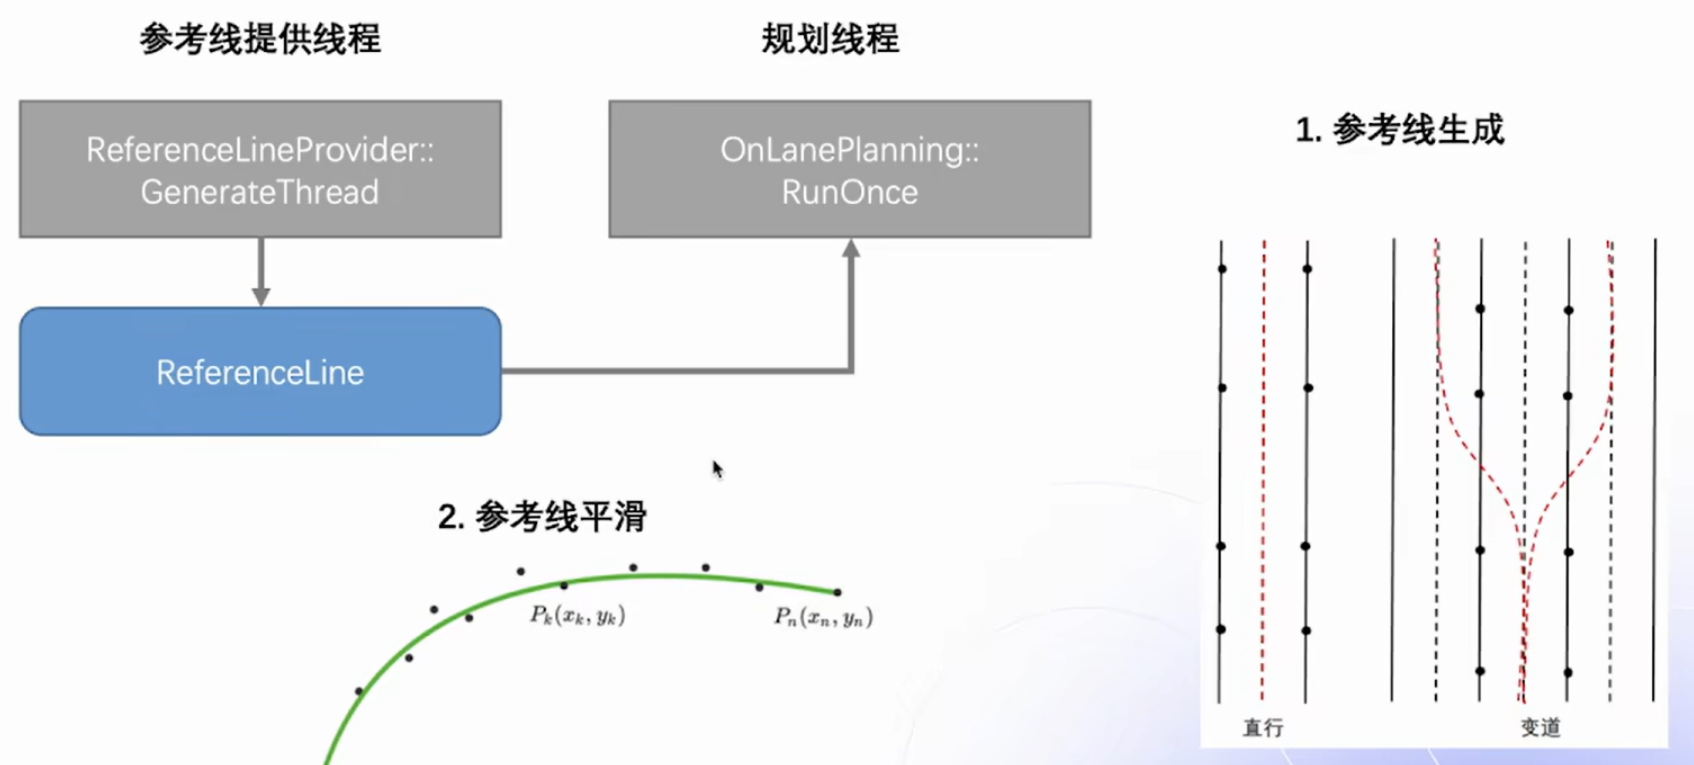 参考线提供线程
规划线程
ReferenceLineProvider::
GenerateThread
OnLanePlanning::
RunOnce
ReferenceLine
1. 参考线生成
直行
变道
2. 参考线平滑
P_k(x_k, y_k)
P_n(x_n, y_n)